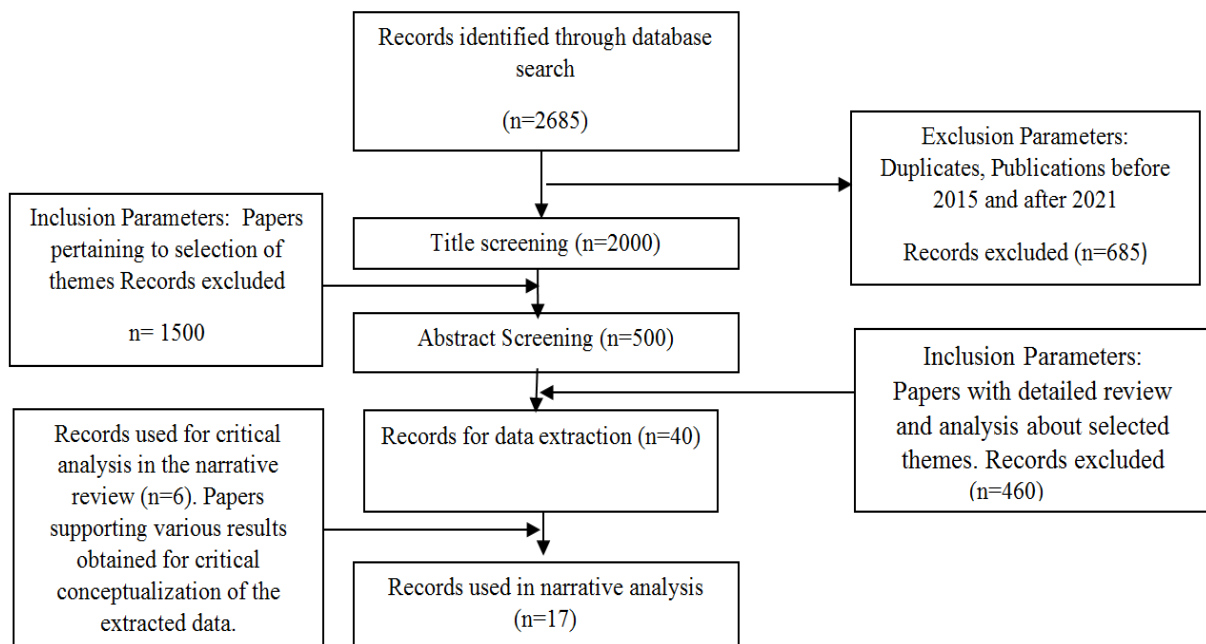 Records identified through database
search
(n=2685)
Exclusion Parameters:
Duplicates, Publications before
2015 and after 2021
Records excluded (n=685)
Inclusion Parameters: Papers
pertaining to selection of
themes Records excluded
n= 1500
Title screening (n=2000)
Abstract Screening (n=500)
Inclusion Parameters:
Papers with detailed review
and analysis about selected
themes. Records excluded
(n=460)
Records for data extraction (n=40)
Records used for critical
analysis in the narrative
review (n=6). Papers
supporting various results
obtained for critical
conceptualization of the
extracted data.
Records used in narrative analysis
(n=17)